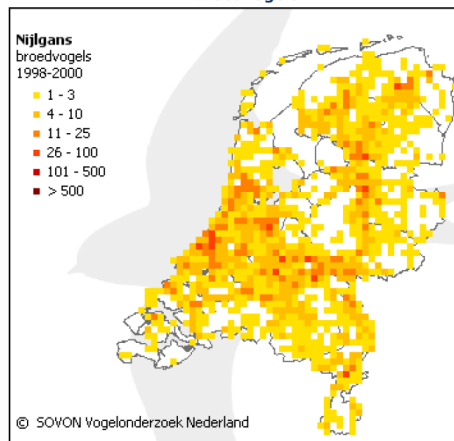 Nijlgans
broedvogels
1998-2000
1 - 3
4 - 10
11 - 25
26 - 100
101 - 500
> 500
© SOVON Vogelonderzoek Nederland